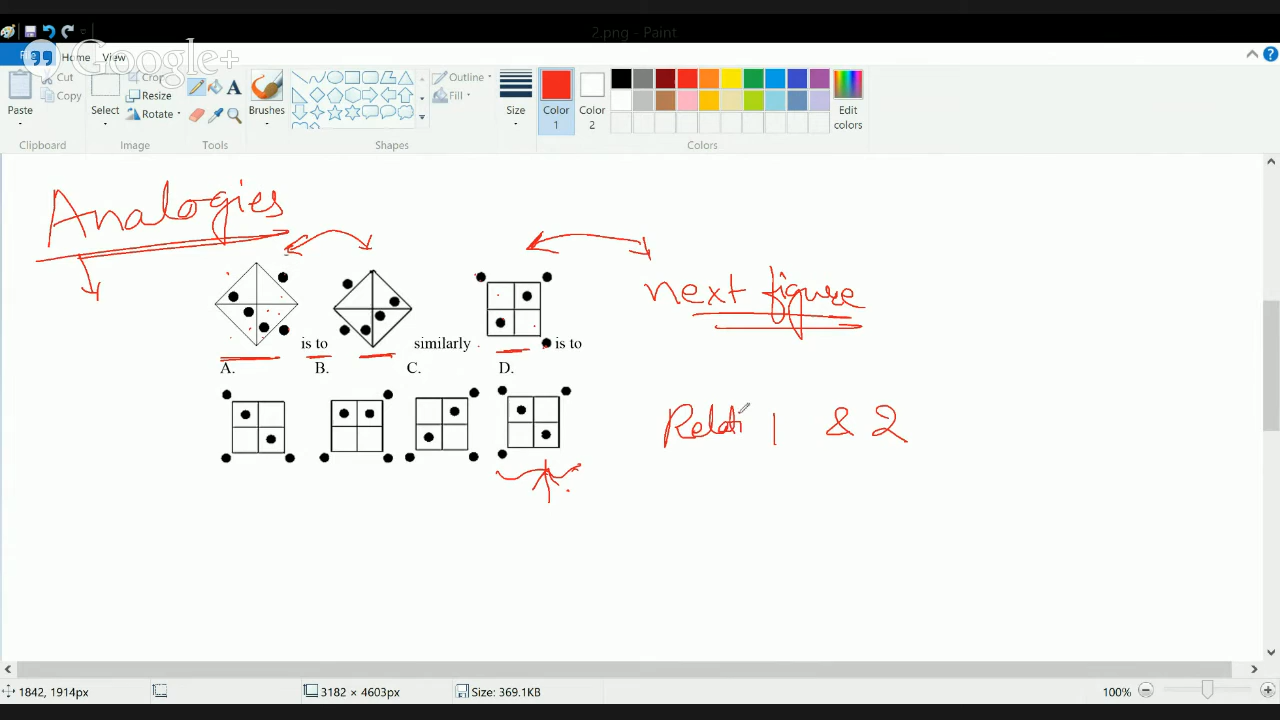 2.png - Paint
Google+
File Home View
Paste
Cut
Copy
Clipboard
Select
Crop
Resize
Rotate
Image
A
Tools
Brushes
Outline
Fill
Shapes
Size
Color 1
Color 2
Edit colors
Colors
Analogies
next figure
is to similarly is to
A. B. C. D.
Relati 1 & 2
1842, 1914px
3182 × 4603px
Size: 369.1KB
100%